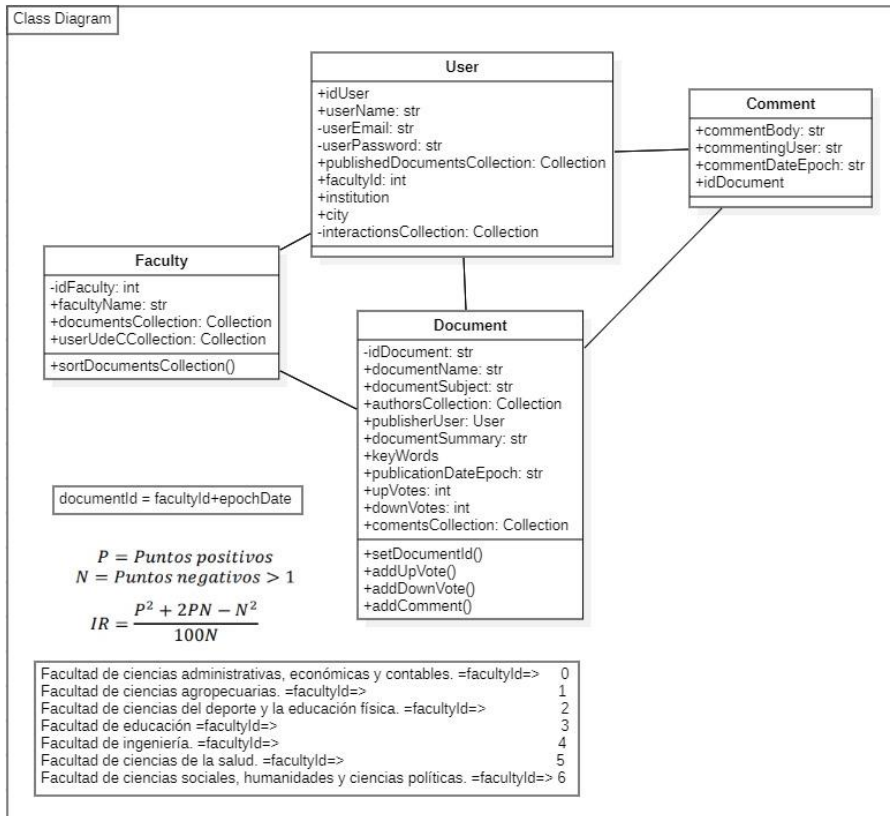 Class Diagram
User
+idUser
+userName: str
-userEmail: str
-userPassword: str
+publishedDocumentsCollection: Collection
+facultyId: int
+institution
+city
-interactionsCollection: Collection
Comment
+commentBody: str
+commentingUser: str
+commentDateEpoch: str
+idDocument
Faculty
-idFaculty: int
+facultyName: str
+documentsCollection: Collection
+userUdeCCollection: Collection
+sortDocumentsCollection()
Document
-idDocument: str
+documentName: str
+documentSubject: str
+authorsCollection: Collection
+publisherUser: User
+documentSummary: str
+keyWords
+publicationDateEpoch: str
+upVotes: int
+downVotes: int
+comentsCollection: Collection
+setDocumentId()
+addUpVote()
+addDownVote()
+addComment()
documentId = facultyId+epochDate
P = Puntos positivos
N = Puntos negativos > 1
IR = (P² + 2PN − N²) / 100N
Facultad de ciencias administrativas, económicas y contables. =facultyId=> 0
Facultad de ciencias agropecuarias. =facultyId=> 1
Facultad de ciencias del deporte y la educación física. =facultyId=> 2
Facultad de educación =facultyId=> 3
Facultad de ingeniería. =facultyId=> 4
Facultad de ciencias de la salud. =facultyId=> 5
Facultad de ciencias sociales, humanidades y ciencias políticas. =facultyId=> 6